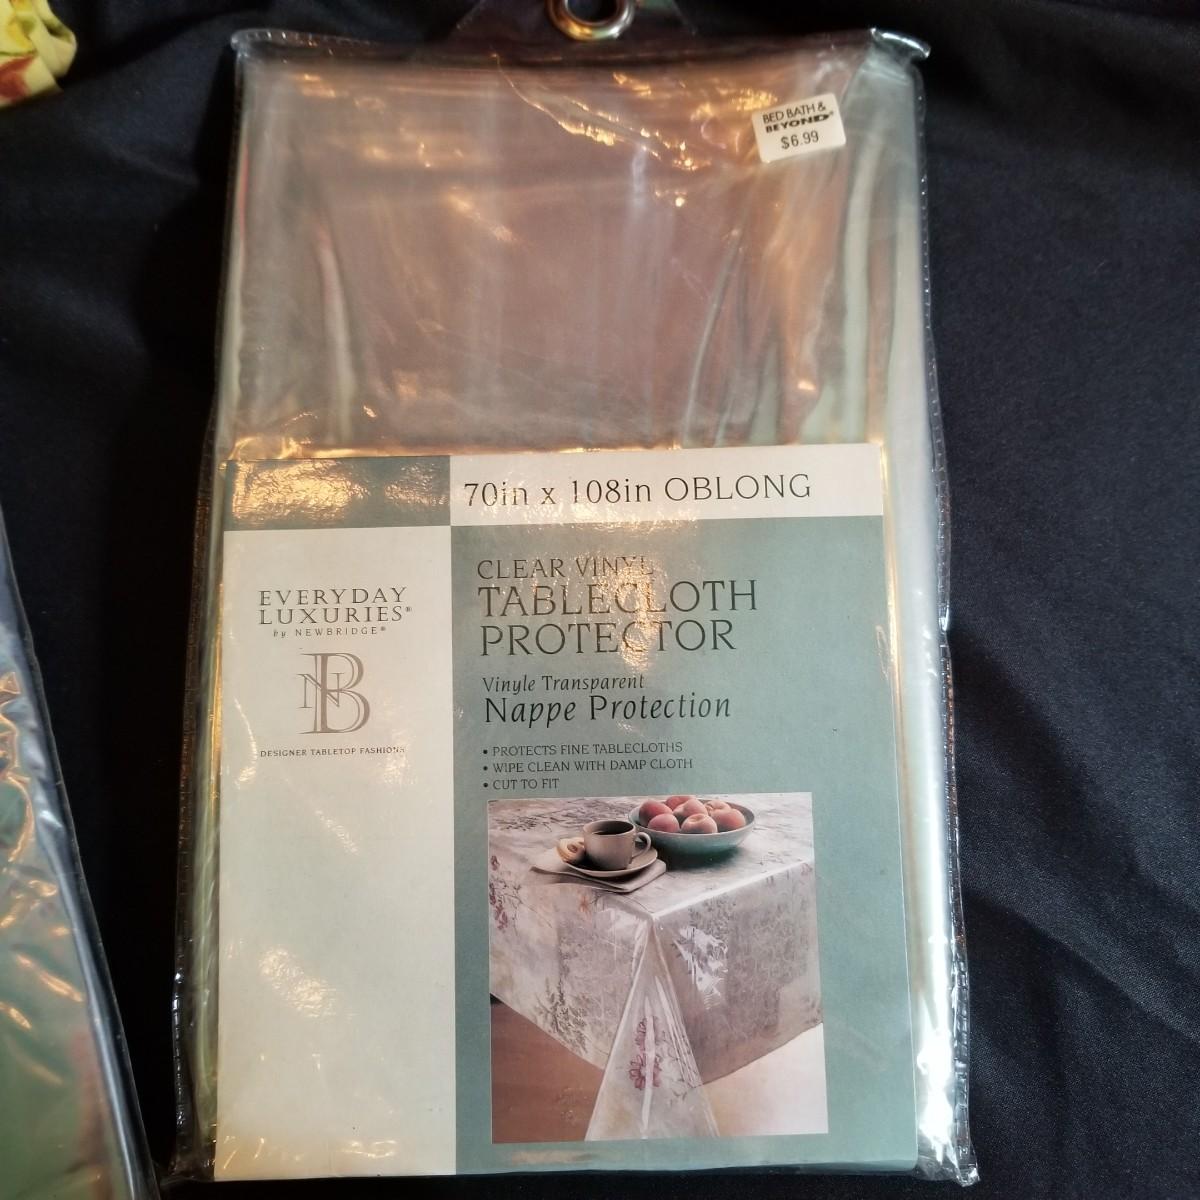 BED BATH &
BEYOND®
$6.99
70in x 108in OBLONG
EVERYDAY
LUXURIES®
by NEWBRIDGE®
NB
DESIGNER TABLETOP FASHIONS
CLEAR VINYL
TABLECLOTH
PROTECTOR
Vinyle Transparent
Nappe Protection
• PROTECTS FINE TABLECLOTHS
• WIPE CLEAN WITH DAMP CLOTH
• CUT TO FIT